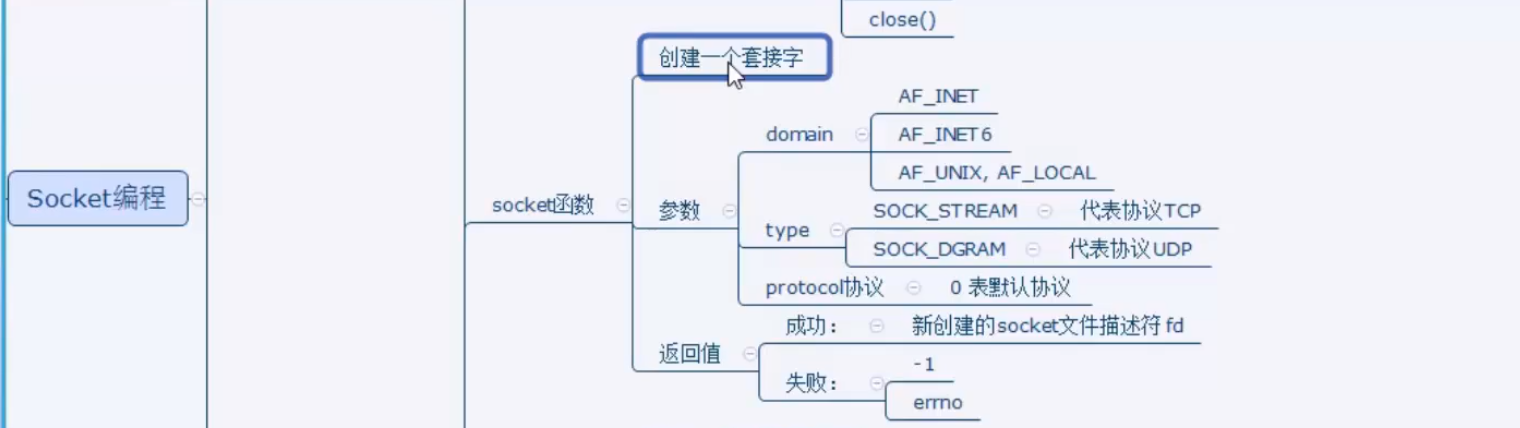 close()
创建一个套接字
AF_INET
domain
AF_INET6
AF_UNIX, AF_LOCAL
Socket编程
socket函数
参数
SOCK_STREAM
代表协议TCP
type
SOCK_DGRAM
代表协议UDP
protocol协议
0 表默认协议
成功：
新创建的socket文件描述符 fd
返回值
-1
失败：
errno